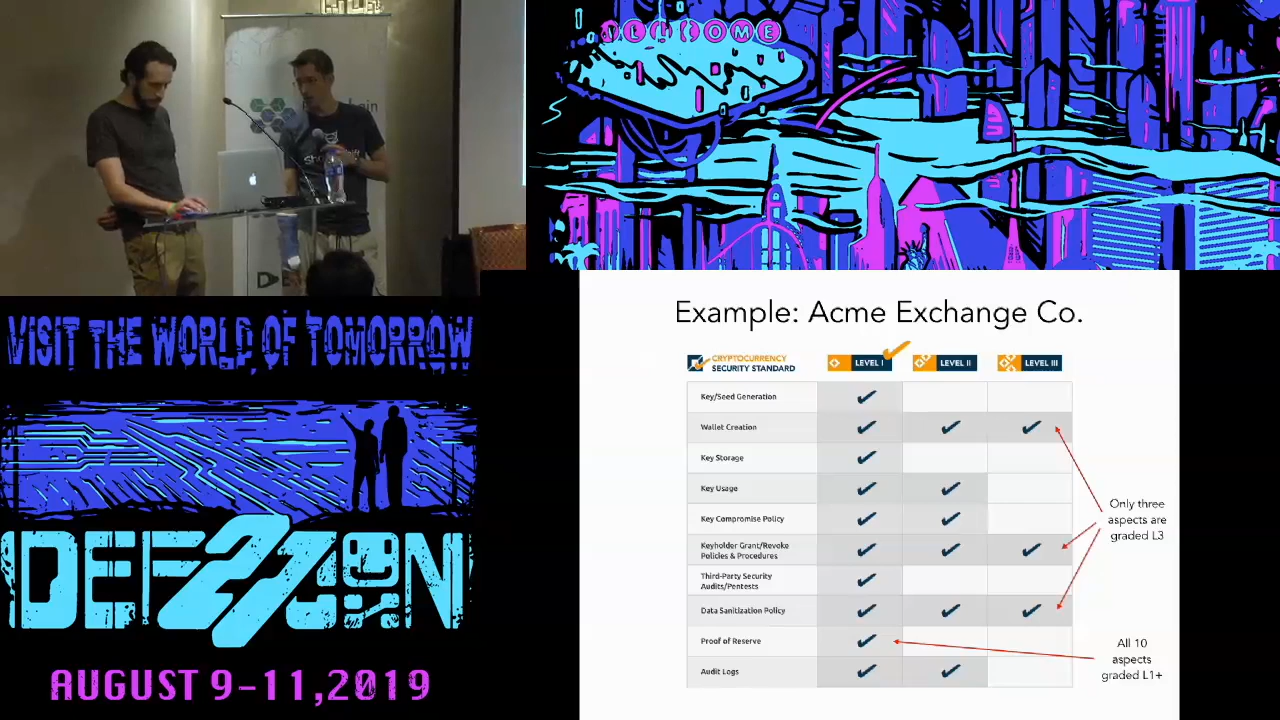 WELCOME
VISIT THE WORLD OF TOMORROW
DEF CON
AUGUST 9-11,2019
Example: Acme Exchange Co.
CRYPTOCURRENCY
SECURITY STANDARD
LEVEL I
LEVEL II
LEVEL III
Key/Seed Generation
Wallet Creation
Key Storage
Key Usage
Key Compromise Policy
Keyholder Grant/Revoke
Policies & Procedures
Third-Party Security
Audits/Pentests
Data Sanitization Policy
Proof of Reserve
Audit Logs
Only three
aspects are
graded L3
All 10
aspects
graded L1+